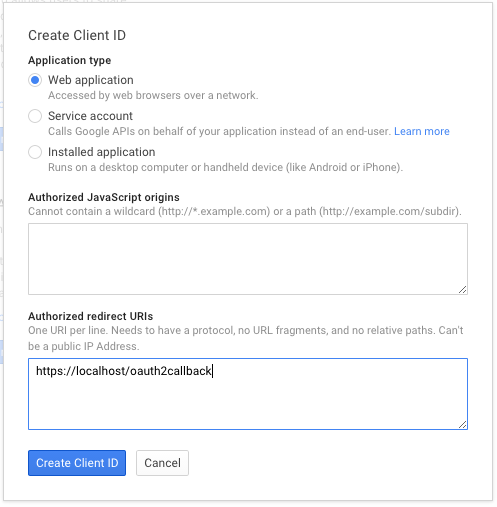 Create Client ID
Application type
Web application
Accessed by web browsers over a network.
Service account
Calls Google APIs on behalf of your application instead of an end-user. Learn more
Installed application
Runs on a desktop computer or handheld device (like Android or iPhone).
Authorized JavaScript origins
Cannot contain a wildcard (http://*.example.com) or a path (http://example.com/subdir).
Authorized redirect URIs
One URI per line. Needs to have a protocol, no URL fragments, and no relative paths. Can't
be a public IP Address.
https://localhost/oauth2callback
Create Client ID Cancel